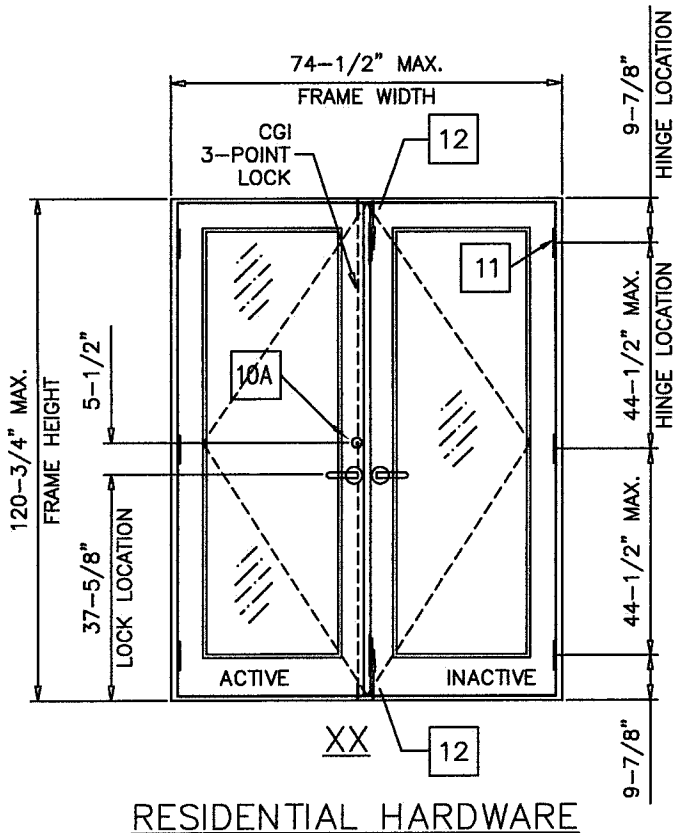 74-1/2" MAX.
FRAME WIDTH
9-7/8"
HINGE LOCATION
CGI
3-POINT
LOCK
12
11
44-1/2" MAX.
HINGE LOCATION
5-1/2"
10A
120-3/4" MAX.
FRAME HEIGHT
37-5/8"
LOCK LOCATION
44-1/2" MAX.
ACTIVE
INACTIVE
XX
12
9-7/8"
RESIDENTIAL HARDWARE